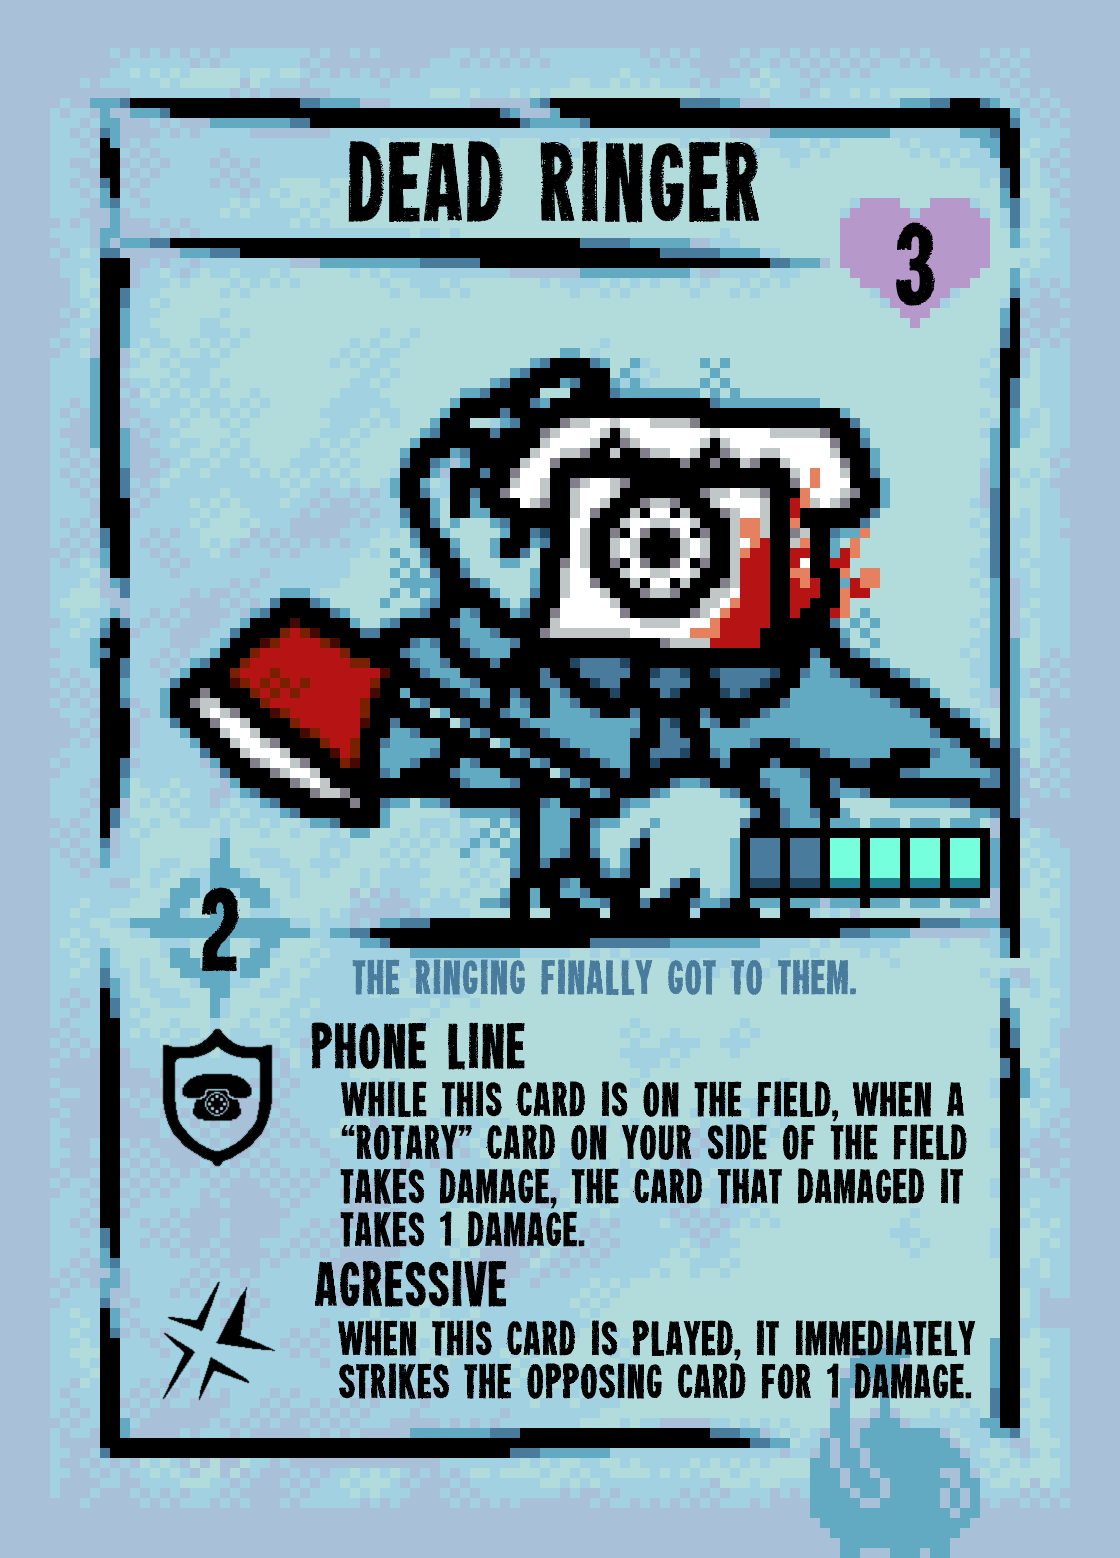 DEAD RINGER
3
2
THE RINGING FINALLY GOT TO THEM.
PHONE LINE
WHILE THIS CARD IS ON THE FIELD, WHEN A
“ROTARY” CARD ON YOUR SIDE OF THE FIELD
TAKES DAMAGE, THE CARD THAT DAMAGED IT
TAKES 1 DAMAGE.
AGRESSIVE
WHEN THIS CARD IS PLAYED, IT IMMEDIATELY
STRIKES THE OPPOSING CARD FOR 1 DAMAGE.